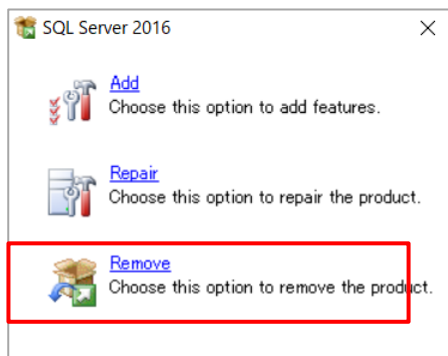 SQL Server 2016
Add
Choose this option to add features.
Repair
Choose this option to repair the product.
Remove
Choose this option to remove the product.